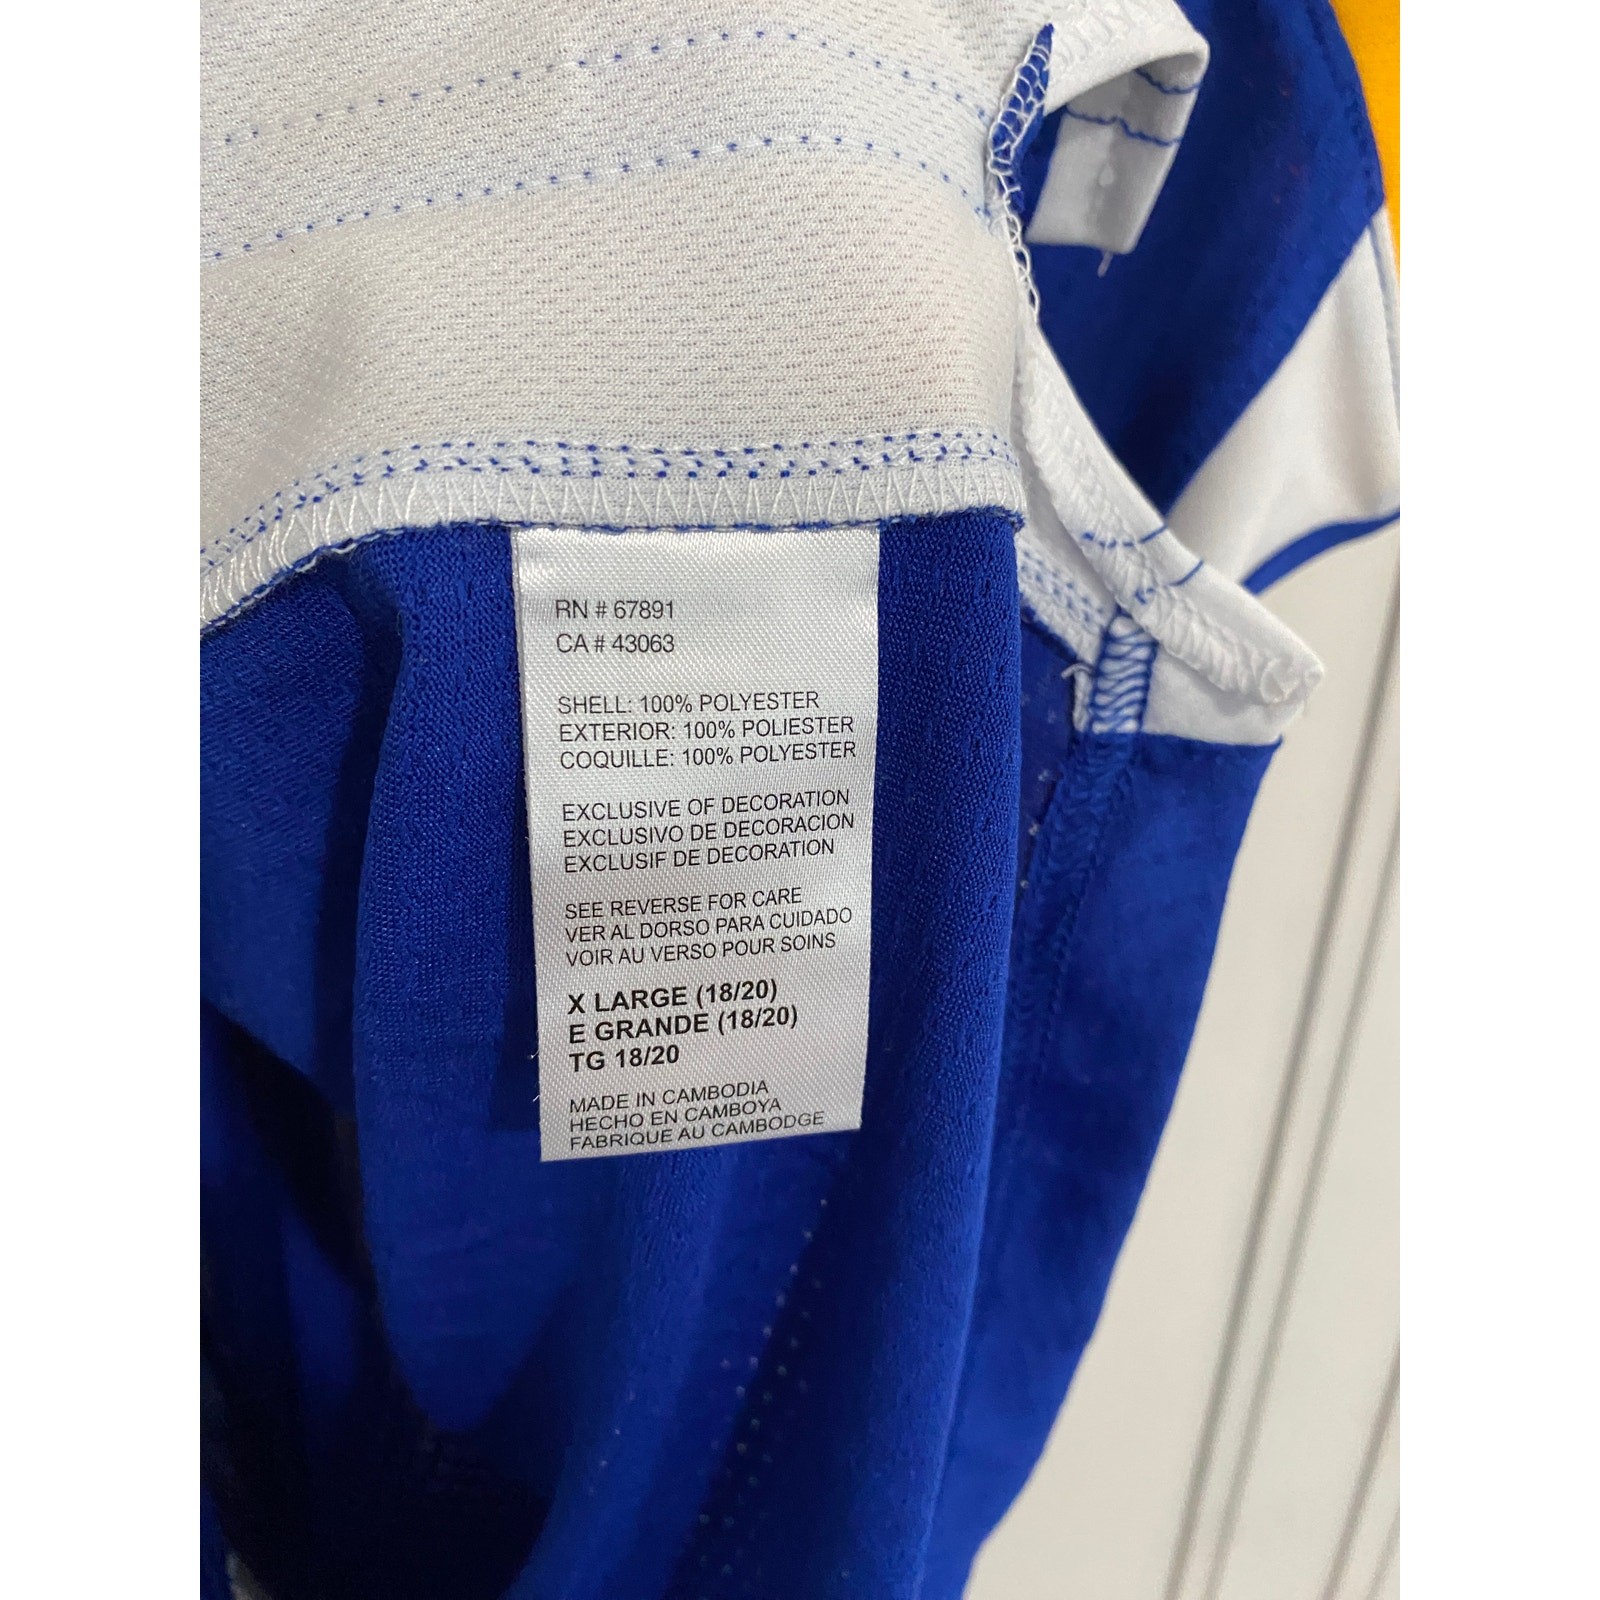 RN # 67891
CA # 43063
SHELL: 100% POLYESTER
EXTERIOR: 100% POLIESTER
COQUILLE: 100% POLYESTER
EXCLUSIVE OF DECORATION
EXCLUSIVO DE DECORACION
EXCLUSIF DE DECORATION
SEE REVERSE FOR CARE
VER AL DORSO PARA CUIDADO
VOIR AU VERSO POUR SOINS
X LARGE (18/20)
E GRANDE (18/20)
TG 18/20
MADE IN CAMBODIA
HECHO EN CAMBOYA
FABRIQUE AU CAMBODGE